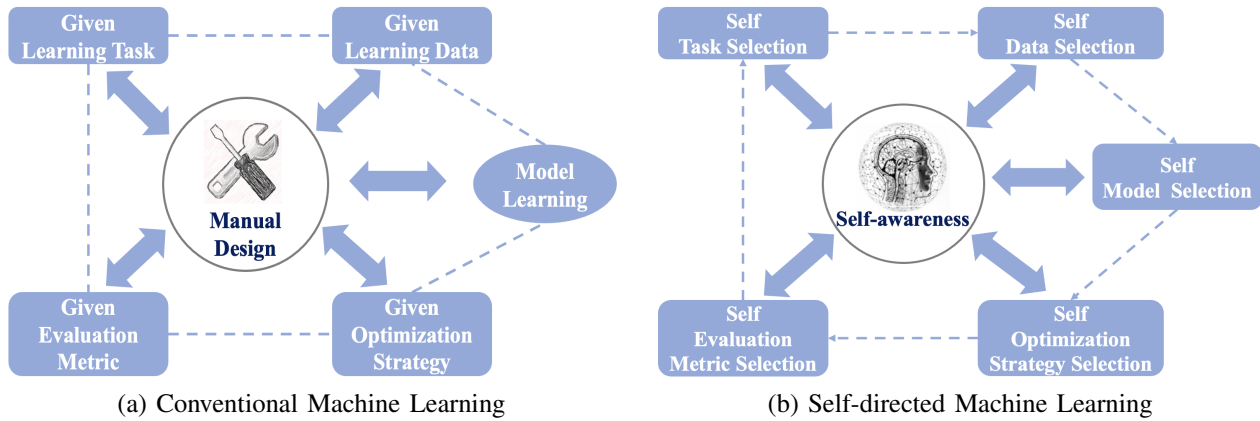 Given
Learning Task
Given
Learning Data
Manual
Design
Model
Learning
Given
Evaluation
Metric
Given
Optimization
Strategy
(a) Conventional Machine Learning
Self
Task Selection
Self
Data Selection
Self-awareness
Self
Model Selection
Self
Evaluation
Metric Selection
Self
Optimization
Strategy Selection
(b) Self-directed Machine Learning